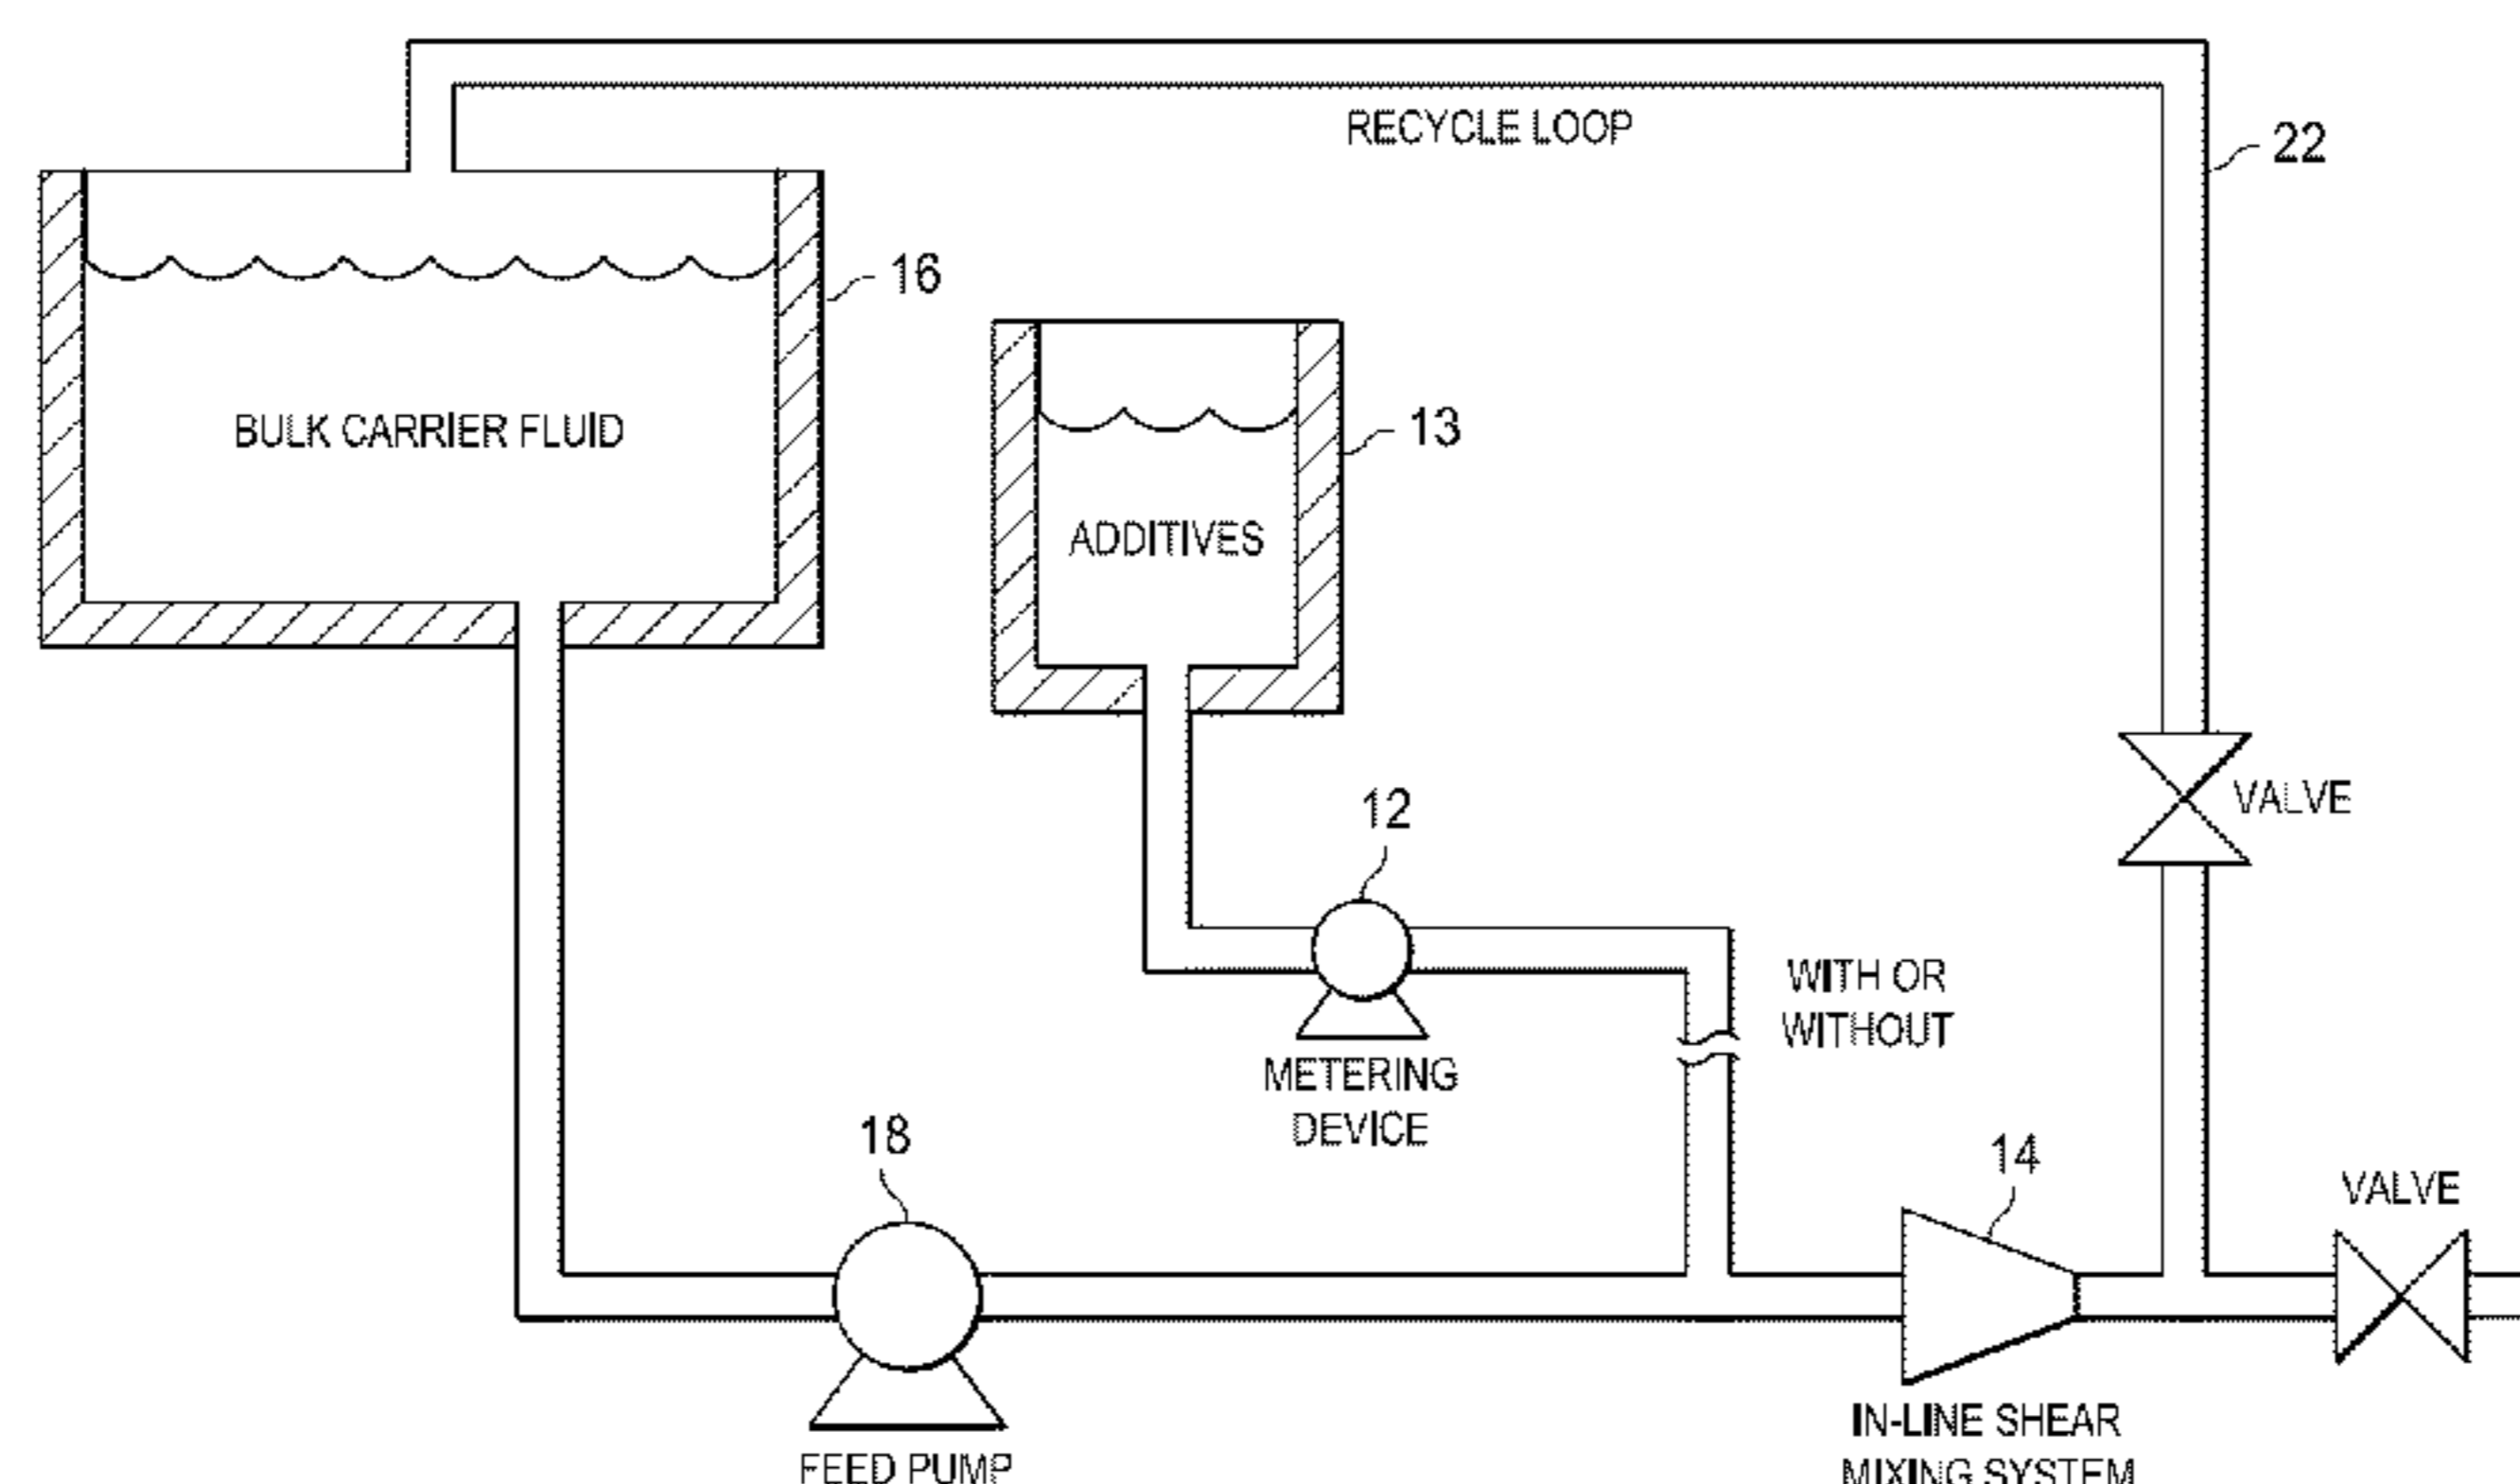 RECYCLE LOOP
22
16
BULK CARRIER FLUID
13
ADDITIVES
12
VALVE
WITH OR
WITHOUT
METERING
DEVICE
18
14
VALVE
IN-LINE SHEAR
MIXING SYSTEM
FEED PUMP